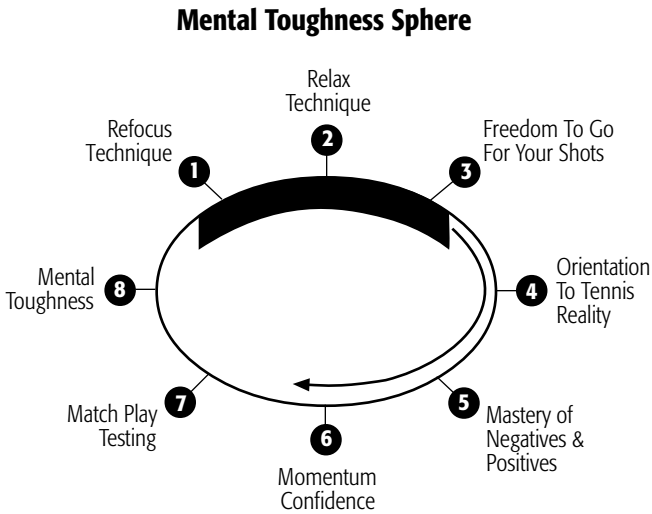 Mental Toughness Sphere
1
Refocus
Technique
2
Relax
Technique
3
Freedom To Go
For Your Shots
4
Orientation
To Tennis
Reality
5
Mastery of
Negatives &
Positives
6
Momentum
Confidence
7
Match Play
Testing
8
Mental
Toughness